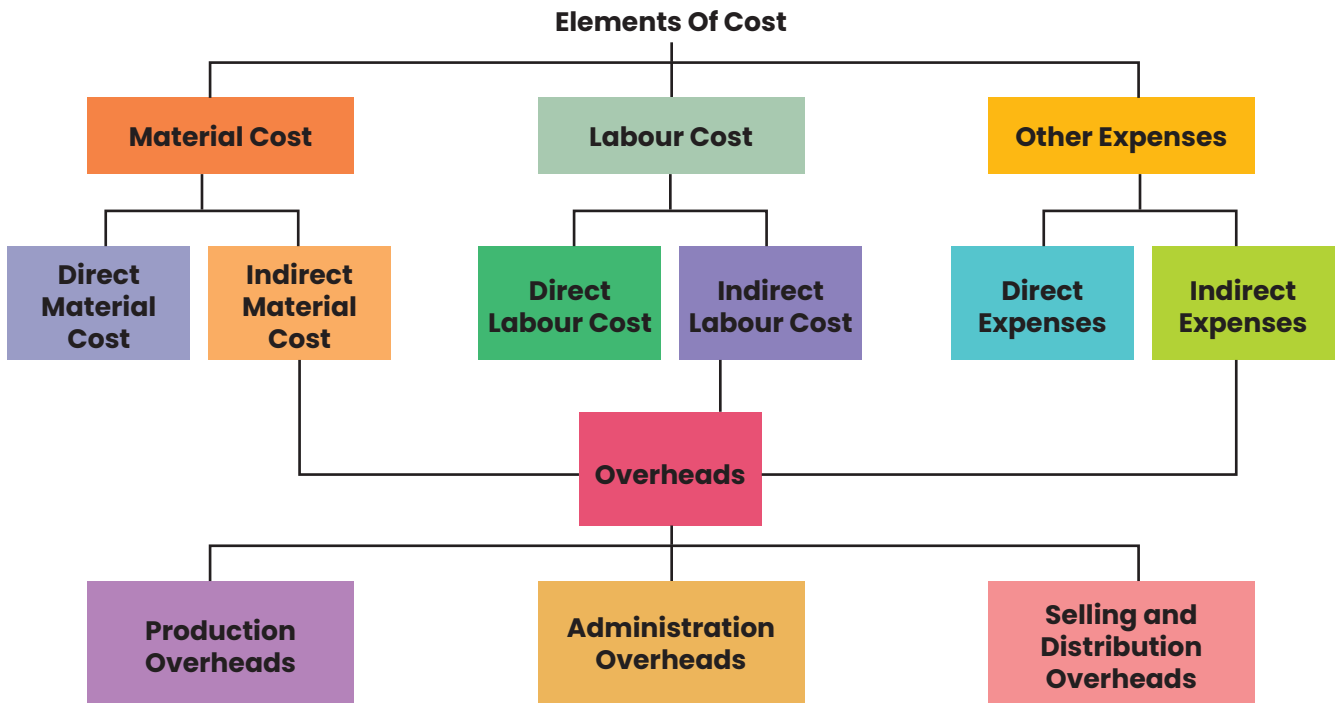 Elements Of Cost
Material Cost
Labour Cost
Other Expenses
Direct
Material
Cost
Indirect
Material
Cost
Direct
Labour Cost
Indirect
Labour Cost
Direct
Expenses
Indirect
Expenses
Overheads
Production
Overheads
Administration
Overheads
Selling and
Distribution
Overheads